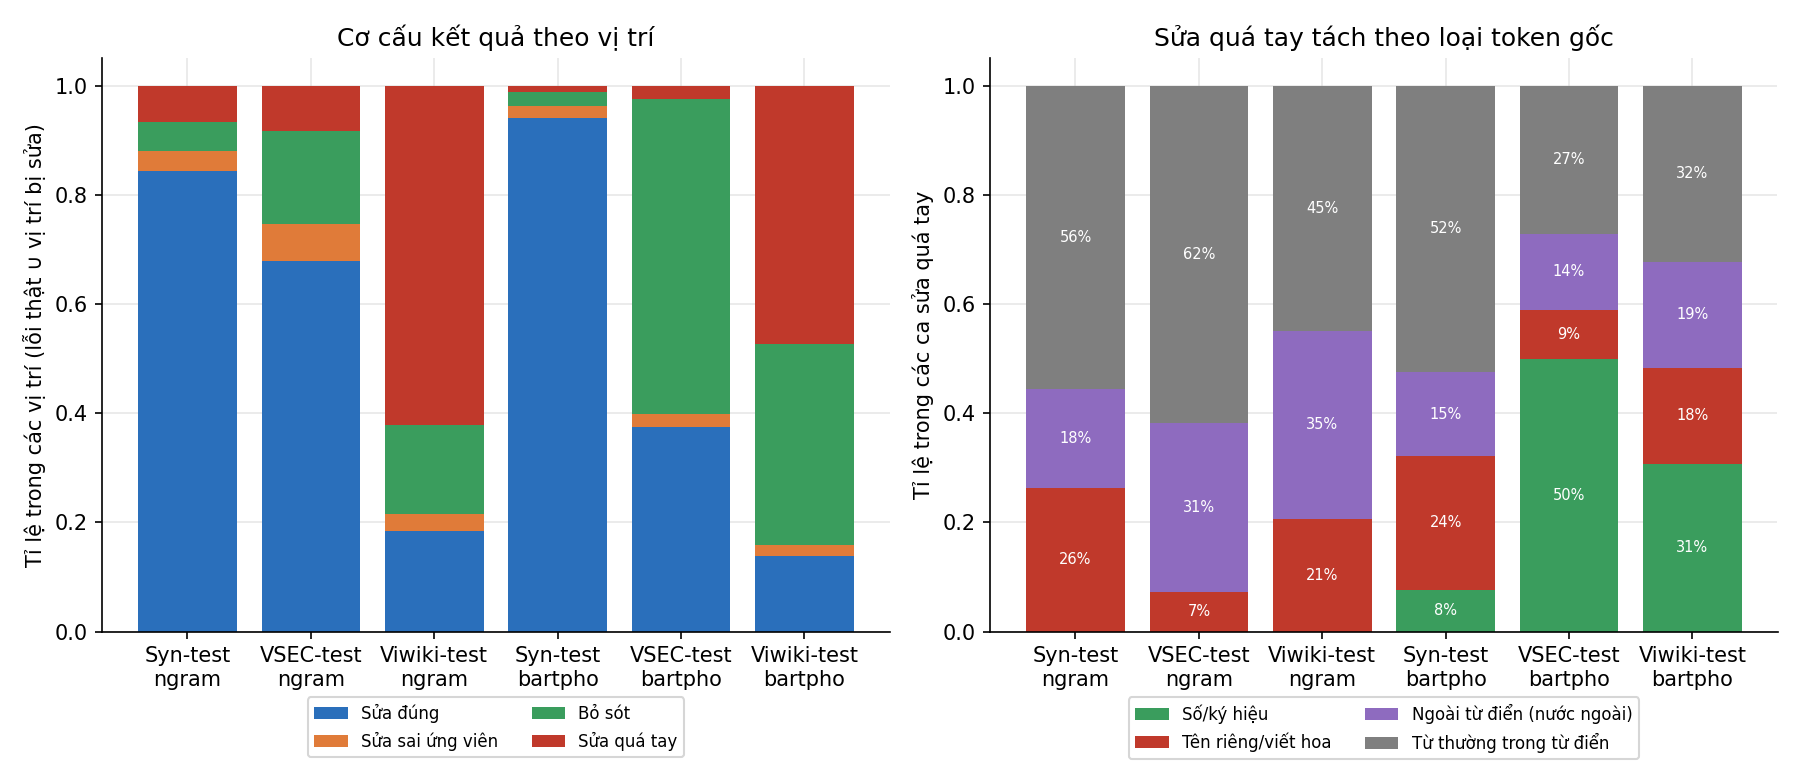 Cơ cấu kết quả theo vị trí
Tỉ lệ trong các vị trí (lỗi thật ∪ vị trí bị sửa)
1.0
0.8
0.6
0.4
0.2
0.0
Syn-test
ngram
VSEC-test
ngram
Viwiki-test
ngram
Syn-test
bartpho
VSEC-test
bartpho
Viwiki-test
bartpho
Sửa đúng
Sửa sai ứng viên
Bỏ sót
Sửa quá tay
Sửa quá tay tách theo loại token gốc
Tỉ lệ trong các ca sửa quá tay
1.0
0.8
0.6
0.4
0.2
0.0
56%
18%
26%
62%
31%
7%
45%
35%
21%
52%
15%
24%
8%
27%
14%
9%
50%
32%
19%
18%
31%
Syn-test
ngram
VSEC-test
ngram
Viwiki-test
ngram
Syn-test
bartpho
VSEC-test
bartpho
Viwiki-test
bartpho
Số/ký hiệu
Tên riêng/viết hoa
Ngoài từ điển (nước ngoài)
Từ thường trong từ điển